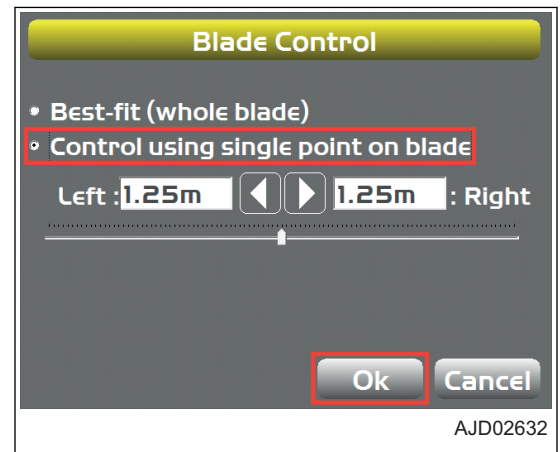 Blade Control
Best-fit (whole blade)
Control using single point on blade
Left :1.25m 1.25m : Right
Ok Cancel
AJD02632